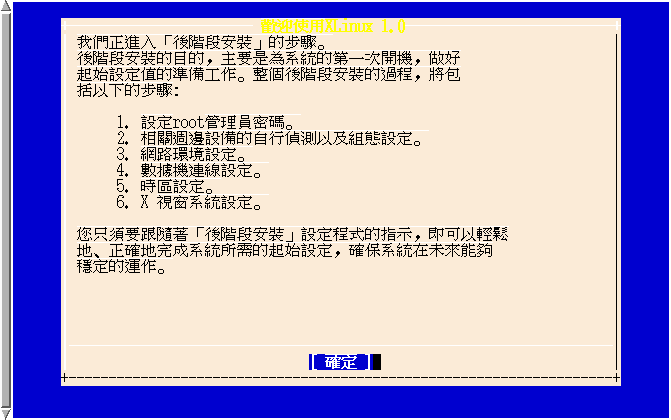 歡迎使用XLinux 1.0
我們正進入「後階段安裝」的步驟。
後階段安裝的目的，主要是為系統的第一次開機，做好
起始設定值的準備工作。整個後階段安裝的過程，將包
括以下的步驟:
1. 設定root管理員密碼。
2. 相關週邊設備的自行偵測以及組態設定。
3. 網路環境設定。
4. 數據機連線設定。
5. 時區設定。
6. X 視窗系統設定。
您只須要跟隨著「後階段安裝」設定程式的指示，即可以輕鬆
地、正確地完成系統所需的起始設定，確保系統在未來能夠
穩定的運作。
確定